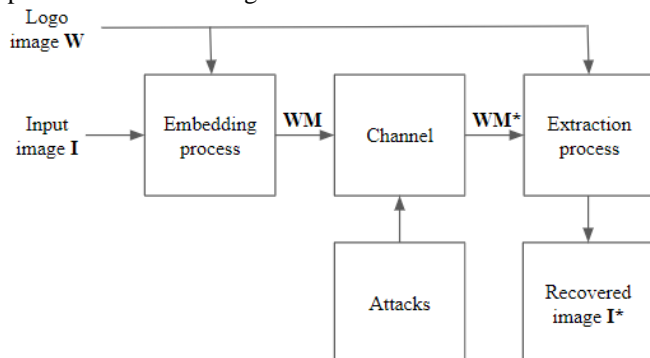 Logo
image W
Input
image I
Embedding
process
WM
Channel
WM*
Extraction
process
Attacks
Recovered
image I*